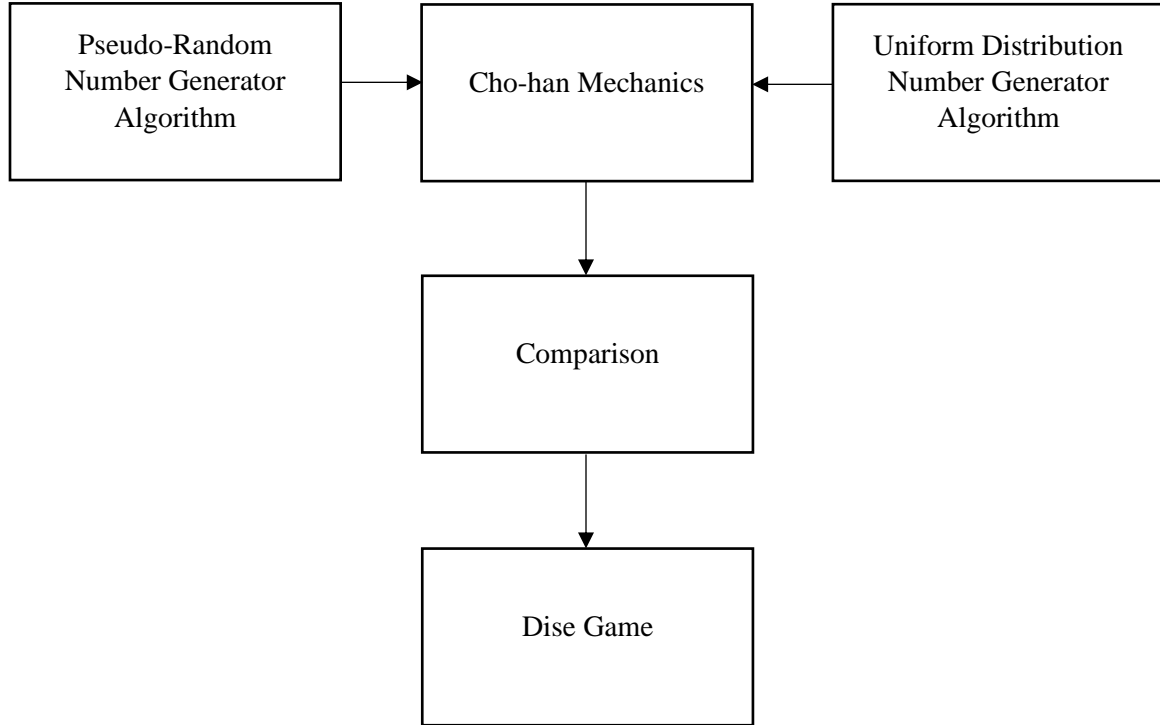 Pseudo-Random
Number Generator
Algorithm
Cho-han Mechanics
Uniform Distribution
Number Generator
Algorithm
Comparison
Dise Game